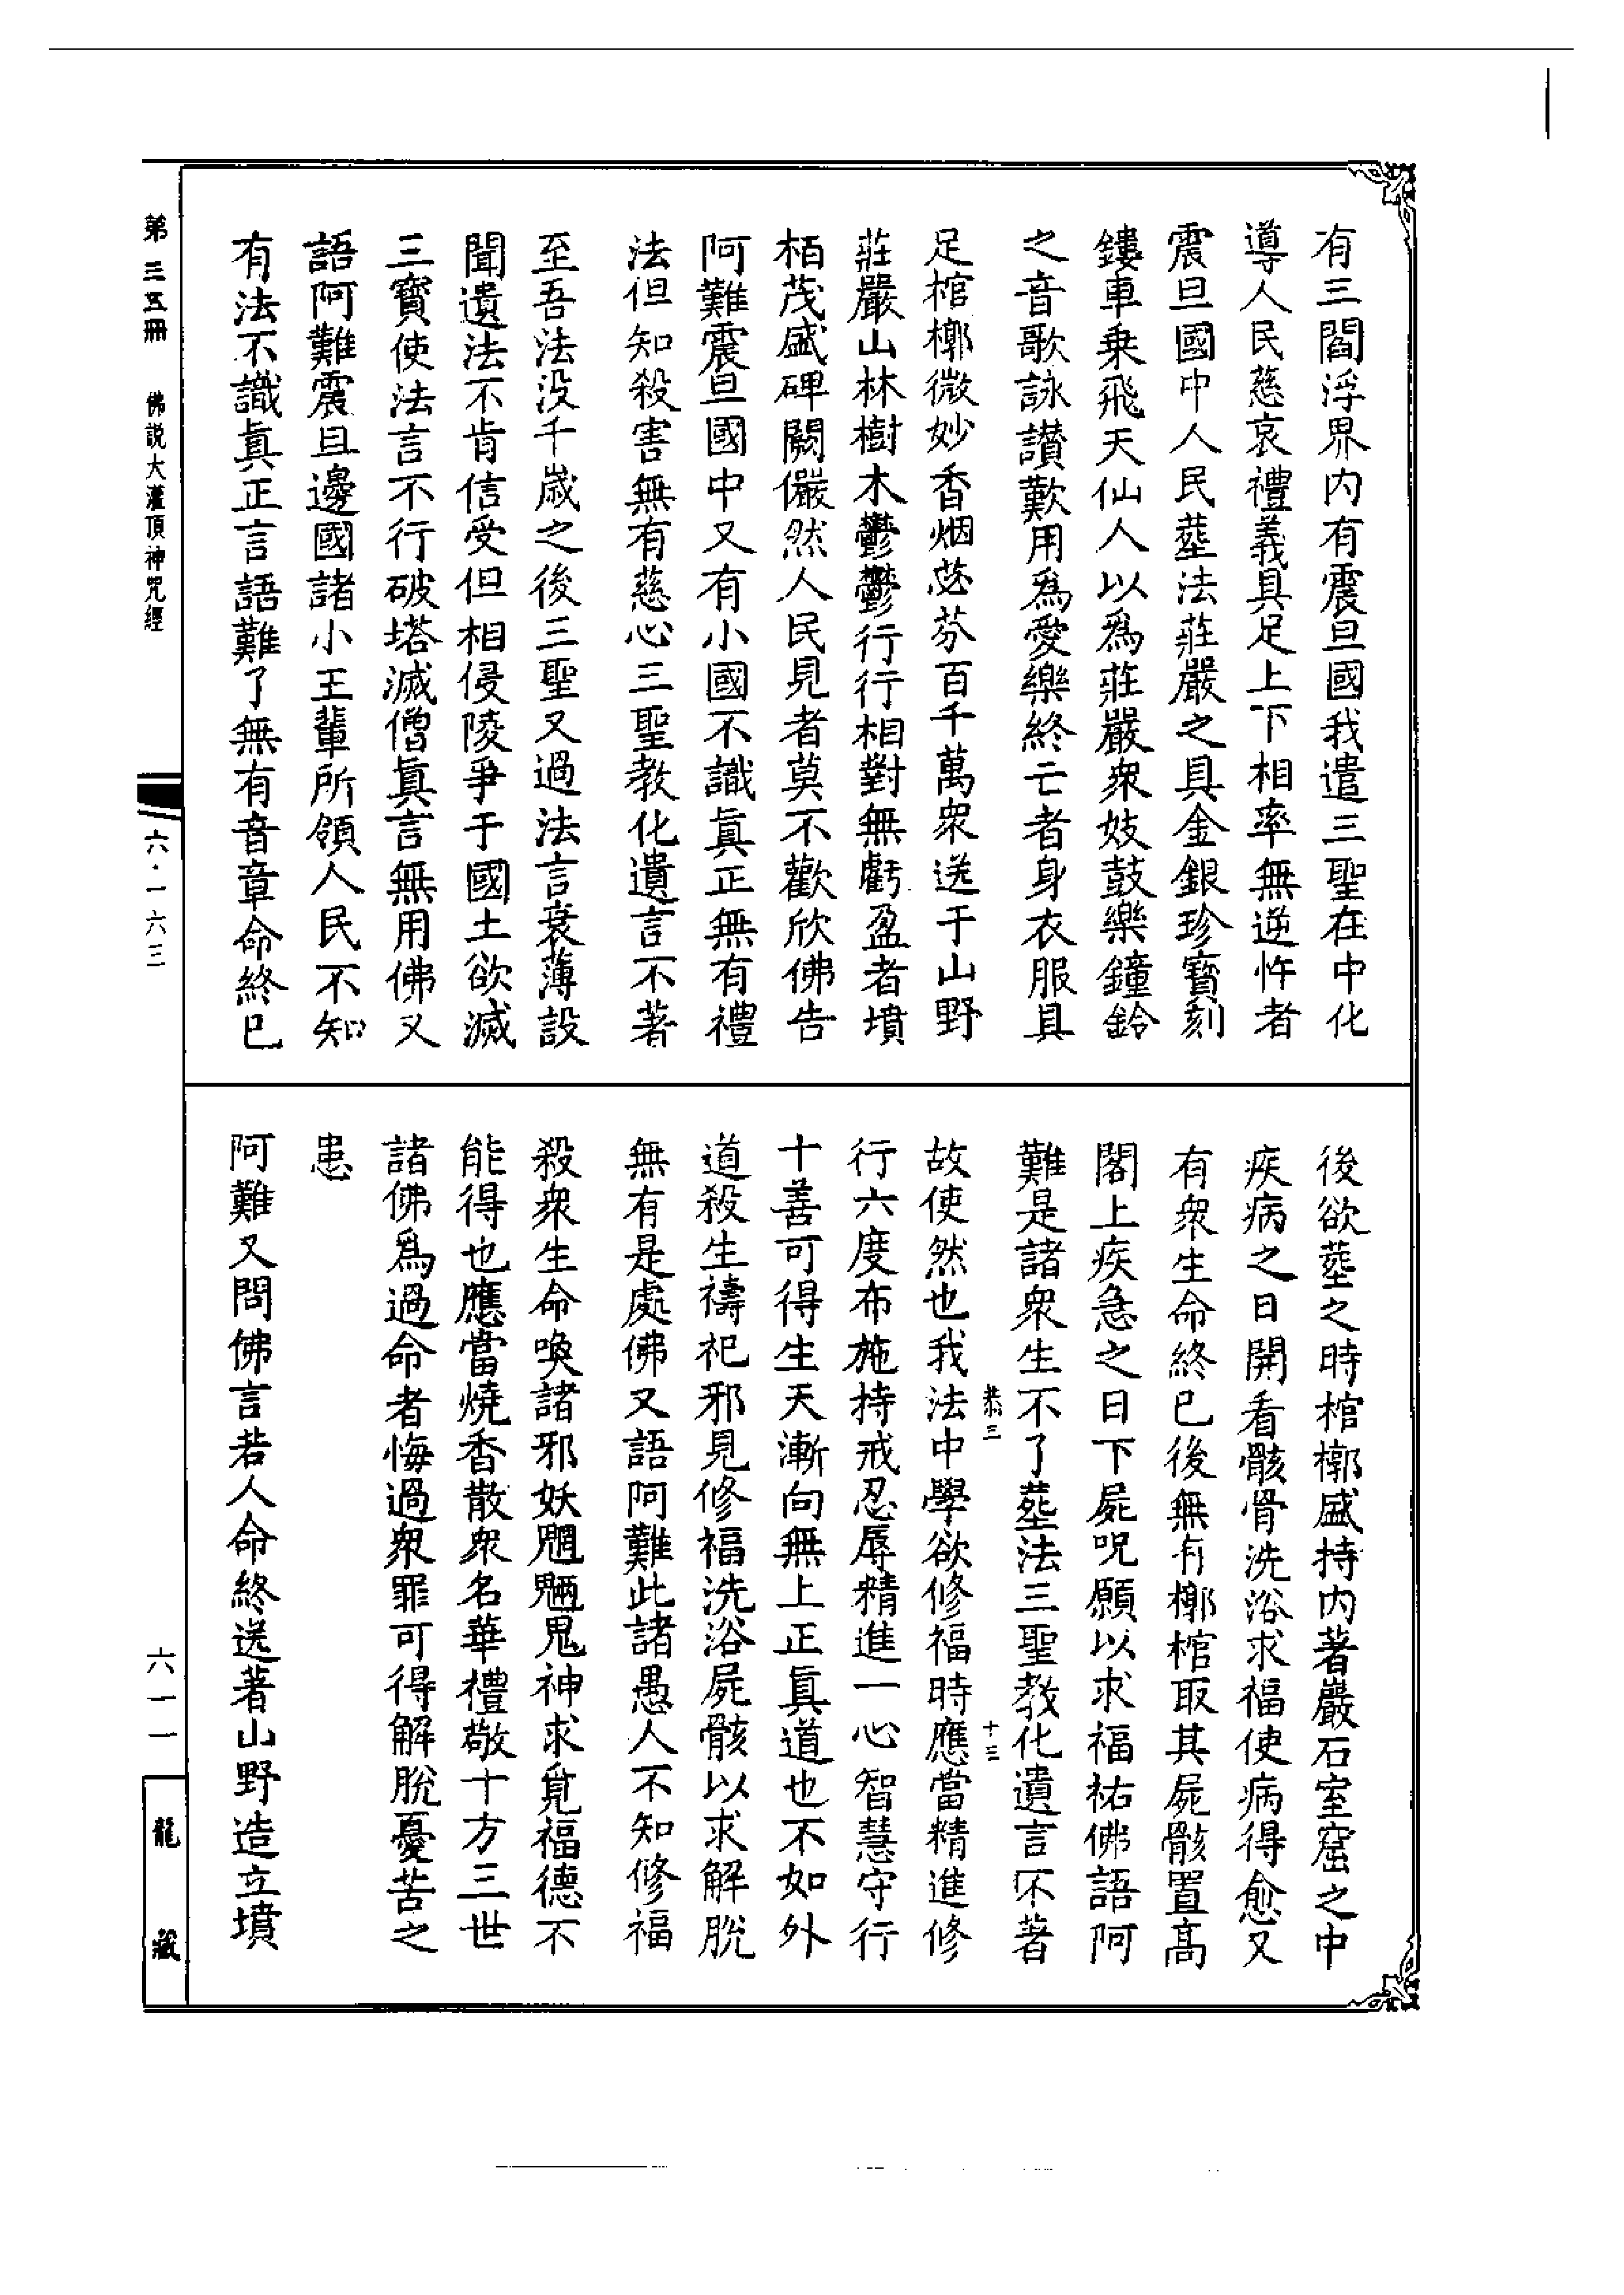 有三閻浮界内有震旦國我遣三聖在中化
導人民慈哀禮義具足上下相率無逆忤者
震旦國中人民塟法莊嚴之具金銀珍寳刻
鏤車乗飛天仙人以爲莊嚴衆妓鼓樂鐘鈴
之音歌詠讃歎用爲愛樂終亡者身衣服具
足棺槨微妙香烟苾芬百千萬衆送于山野
莊嚴山林樹木鬱鬱行行相對無虧盈者墳
栢茂盛碑闕儼然人民見者莫不歡欣佛告
阿難震旦國中又有小國不識眞正無有禮
法但知殺害無有慈心三聖教化遺言不著
至吾法没千嵗之後三聖又過法言衰薄設
聞遺法不肯信受但相侵陵爭于國土欲滅
三寶使法言不行破塔滅僧眞言無用佛又
語阿難震旦邊國諸小王輩所領人民不知
有法不識眞正言語難了無有音章命終已
後欲塟之時棺槨盛持内著巖石室窟之中
疾病之日開看骸骨洗浴求福使病得愈又
有衆生命終已後無有槨棺取其屍骸置髙
閣上疾急之日下屍呪願以求福祐佛語阿
難是諸衆生不了塟法三聖教化遺言不著
恭三 十三
故使然也我法中學欲修福時應當精進修
行六度布施持戒忍辱精進一心智慧守行
十善可得生天漸向無上正眞道也不如外
道殺生禱祀邪見修福洗浴屍骸以求解脫
無有是處佛又語阿難此諸愚人不知修福
殺衆生命喚諸邪妖魍魎鬼神求覓福德不
能得也應當燒香散衆名華禮敬十方三世
諸佛爲過命者悔過衆罪可得解脫憂苦之
患
阿難又問佛言若人命終送著山野造立墳
第三五冊 佛説大灌頂神咒經
六·一六三
六一一
龍藏